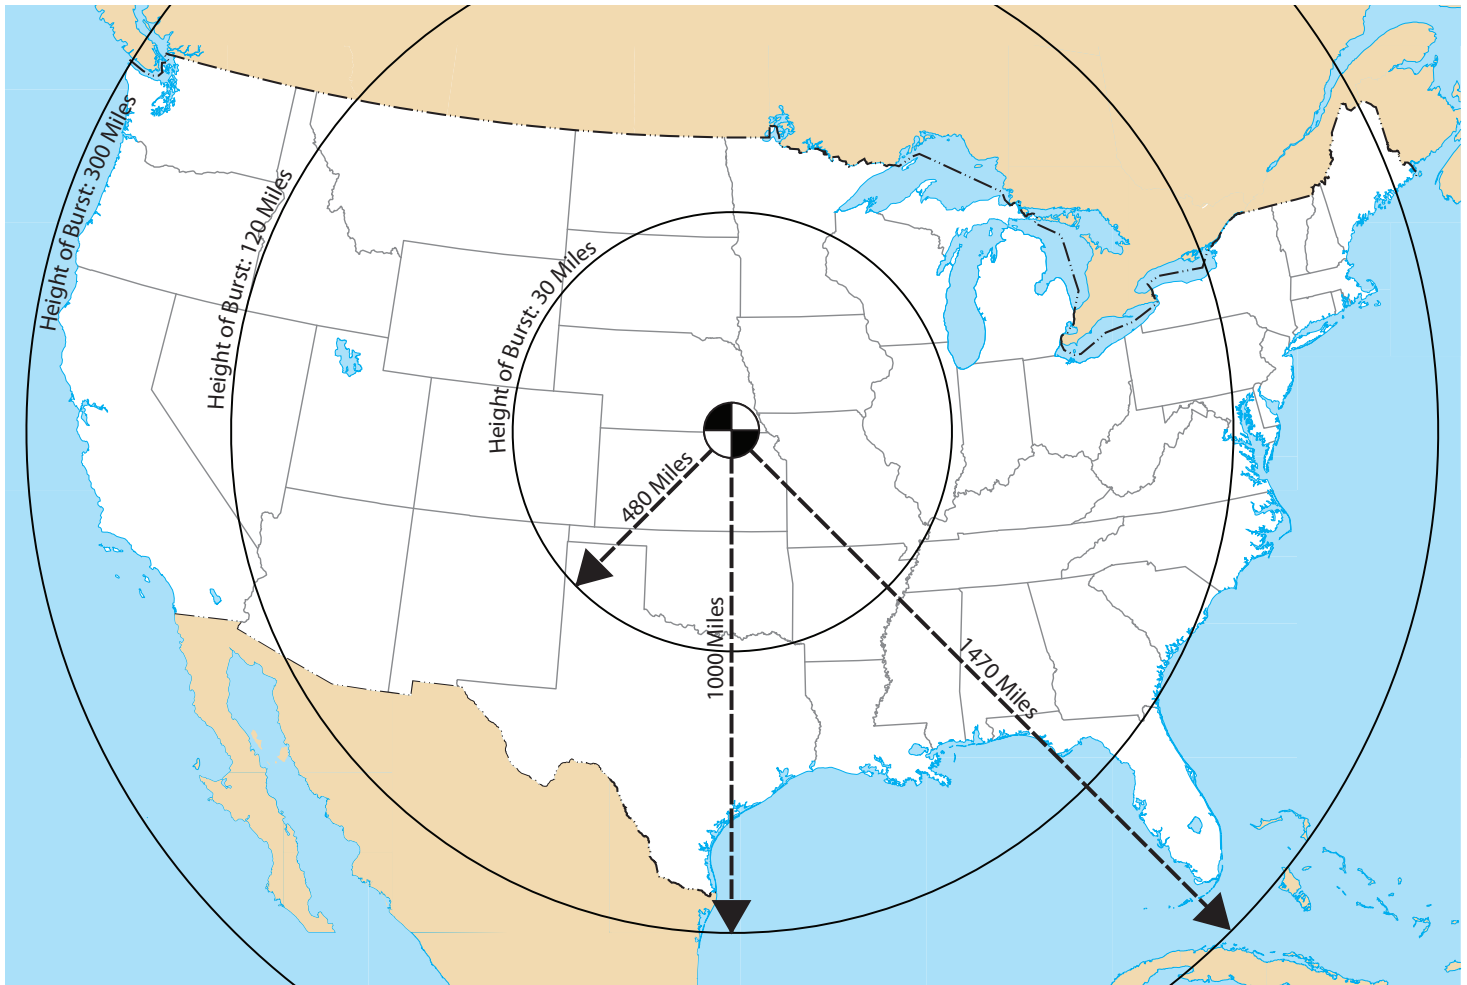 Height of Burst: 300 Miles
Height of Burst: 120 Miles
Height of Burst: 30 Miles
480 Miles
1000 Miles
1470 Miles